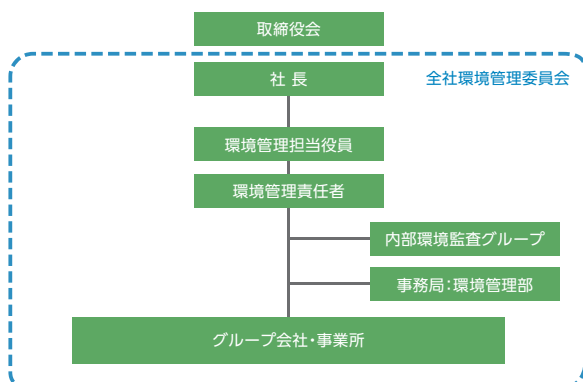 取締役会
社 長
全社環境管理委員会
環境管理担当役員
環境管理責任者
内部環境監査グループ
事務局：環境管理部
グループ会社・事業所